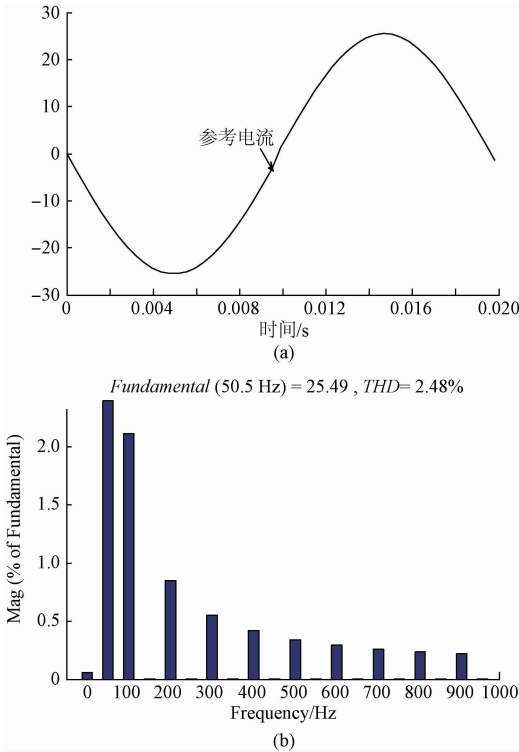 30
20
10
0
−10
−20
−30
参考电流
0
0.004
0.008
0.012
0.016
0.020
时间/s
(a)
Fundamental (50.5 Hz) = 25.49 , THD= 2.48%
Mag (% of Fundamental)
2.0
1.5
1.0
0.5
0
0 100 200 300 400 500 600 700 800 900 1000
Frequency/Hz
(b)